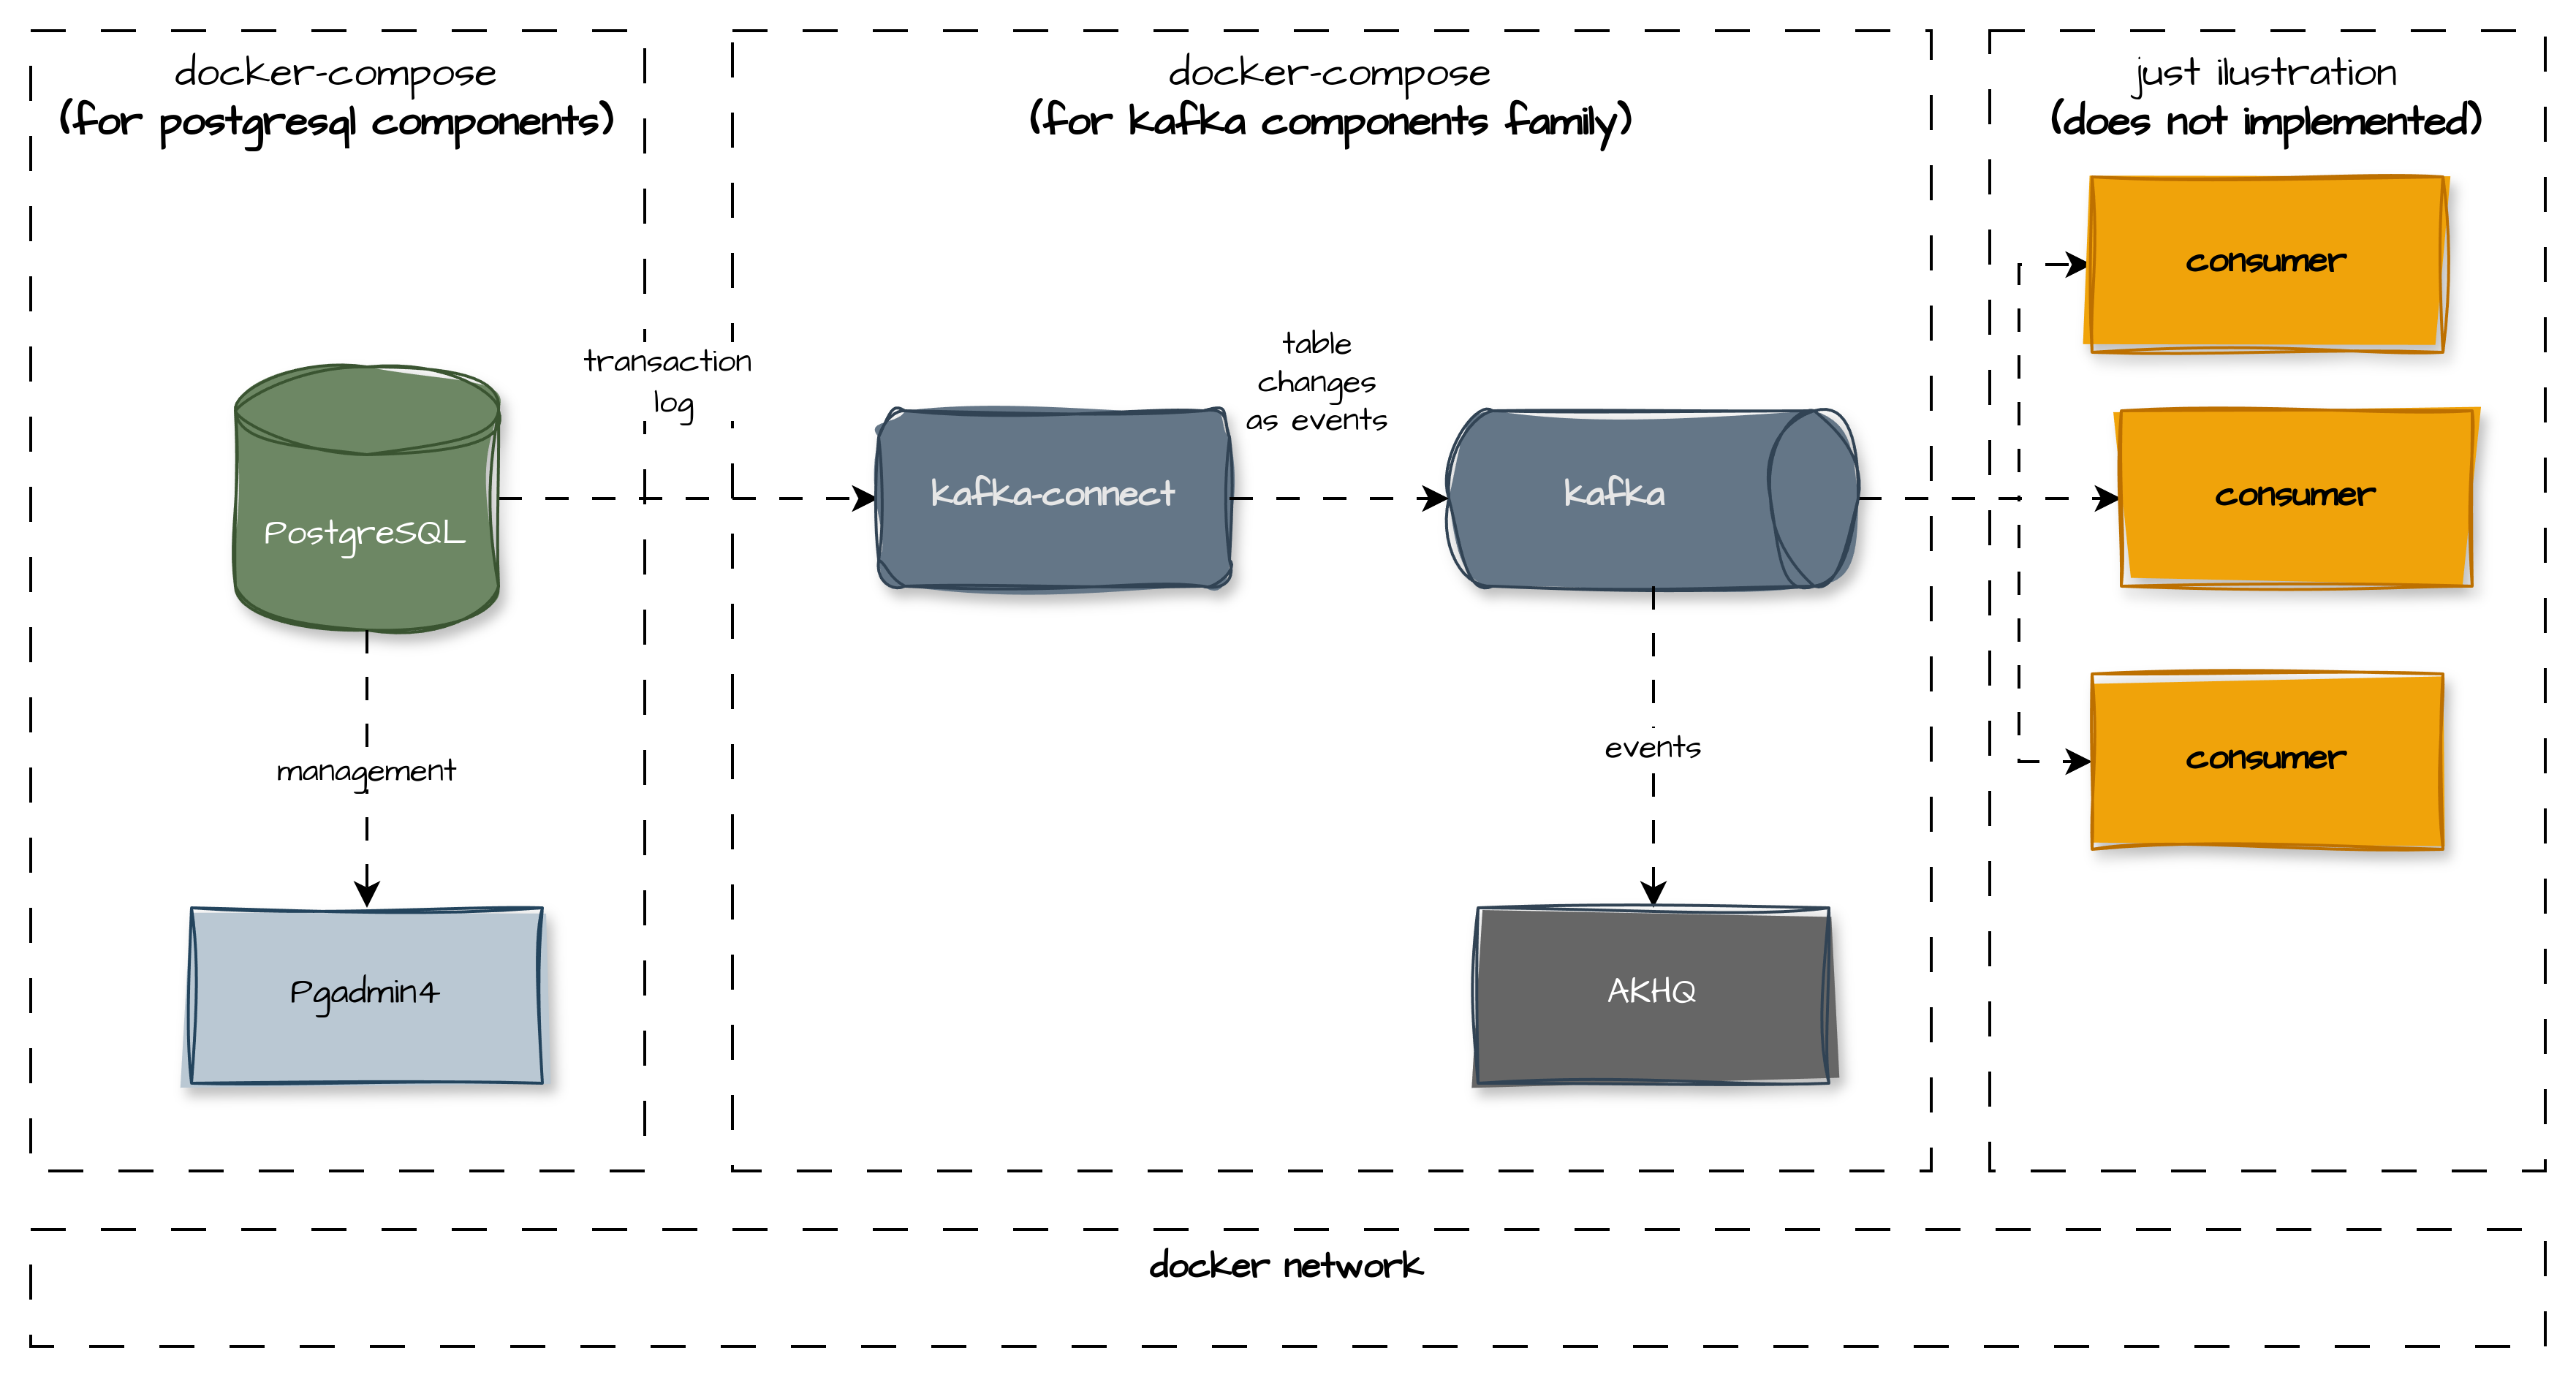 docker-compose
(for postgresql components)
PostgreSQL
management
Pgadmin4
transaction
log
docker-compose
(for kafka components family)
kafka-connect
table
changes
as events
kafka
events
AKHQ
just ilustration
(does not implemented)
consumer
consumer
consumer
docker network